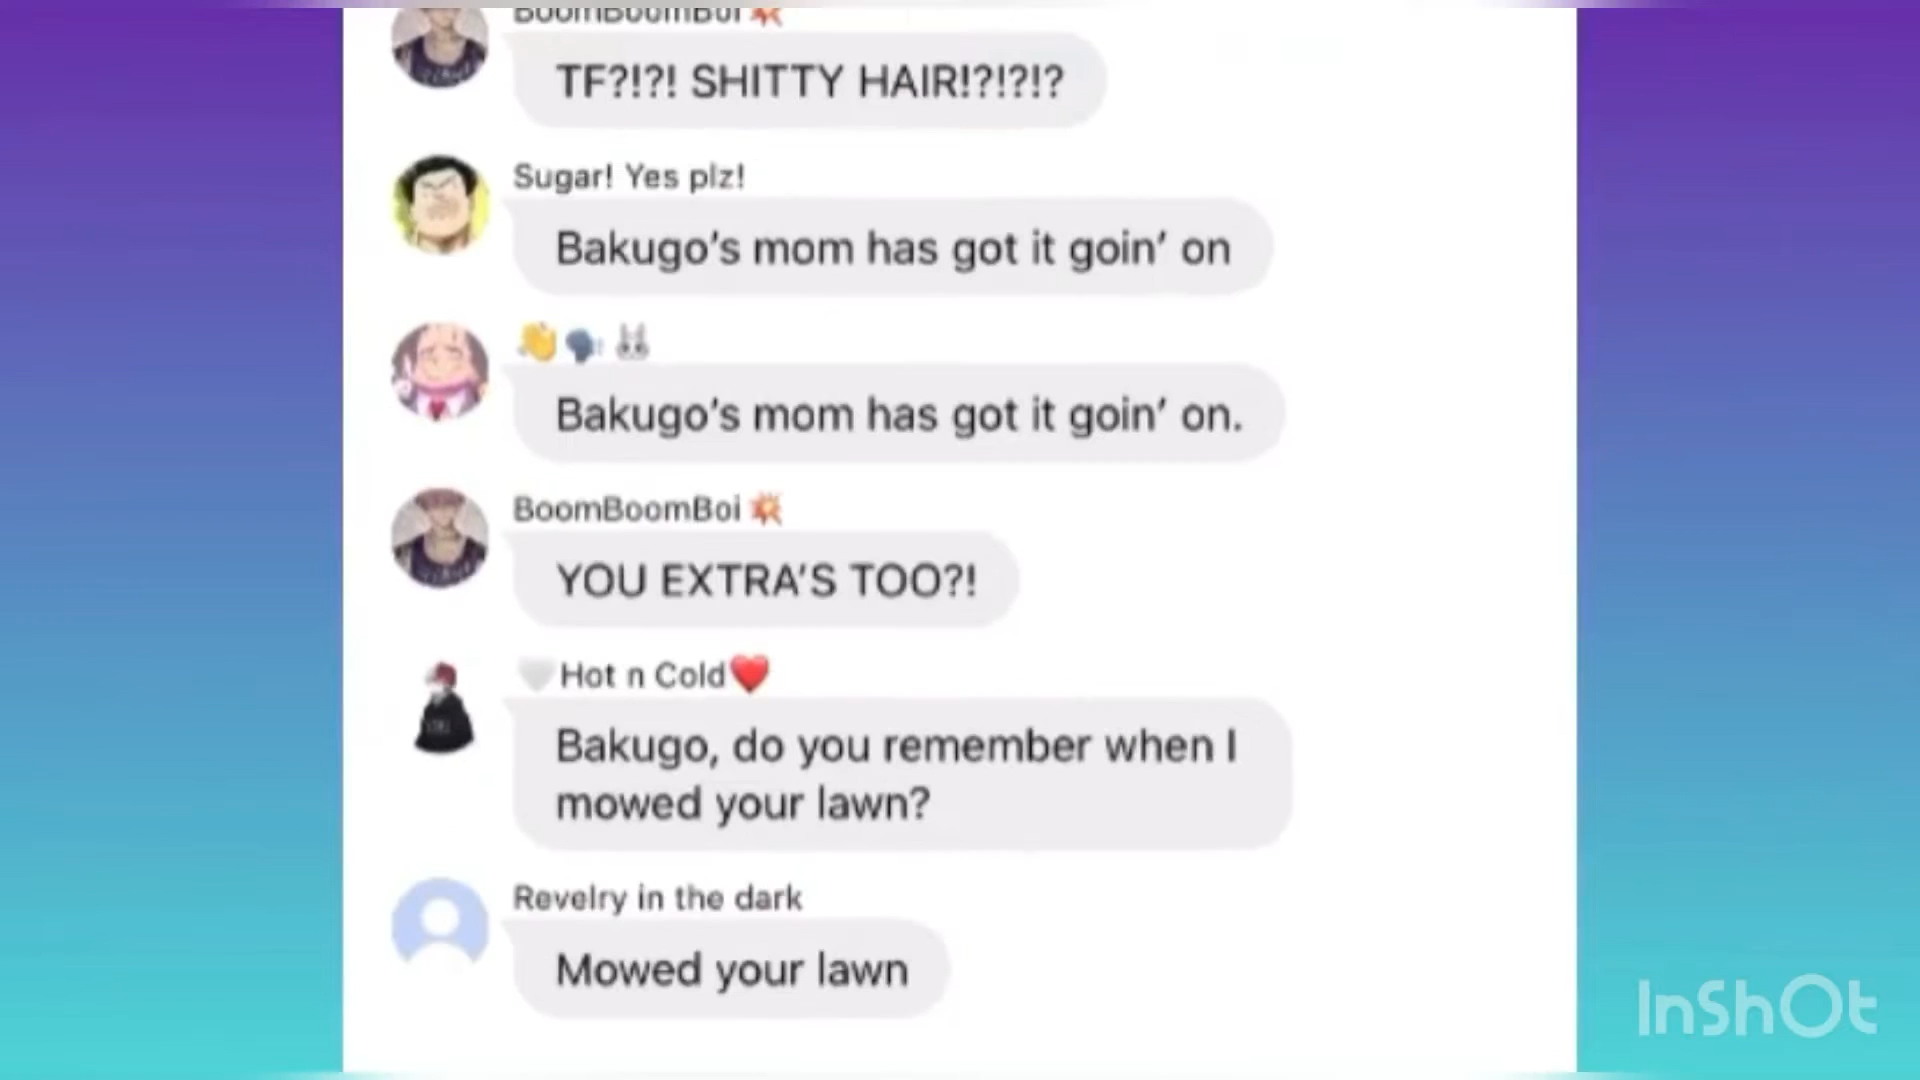 BoomBoomBoi 💥
TF?!?! SHITTY HAIR!?!?!?
Sugar! Yes plz!
Bakugo’s mom has got it goin’ on
👏🗣️🐰
Bakugo’s mom has got it goin’ on.
BoomBoomBoi 💥
YOU EXTRA’S TOO?!
🤍Hot n Cold❤️
Bakugo, do you remember when I
mowed your lawn?
Revelry in the dark
Mowed your lawn
InShOt